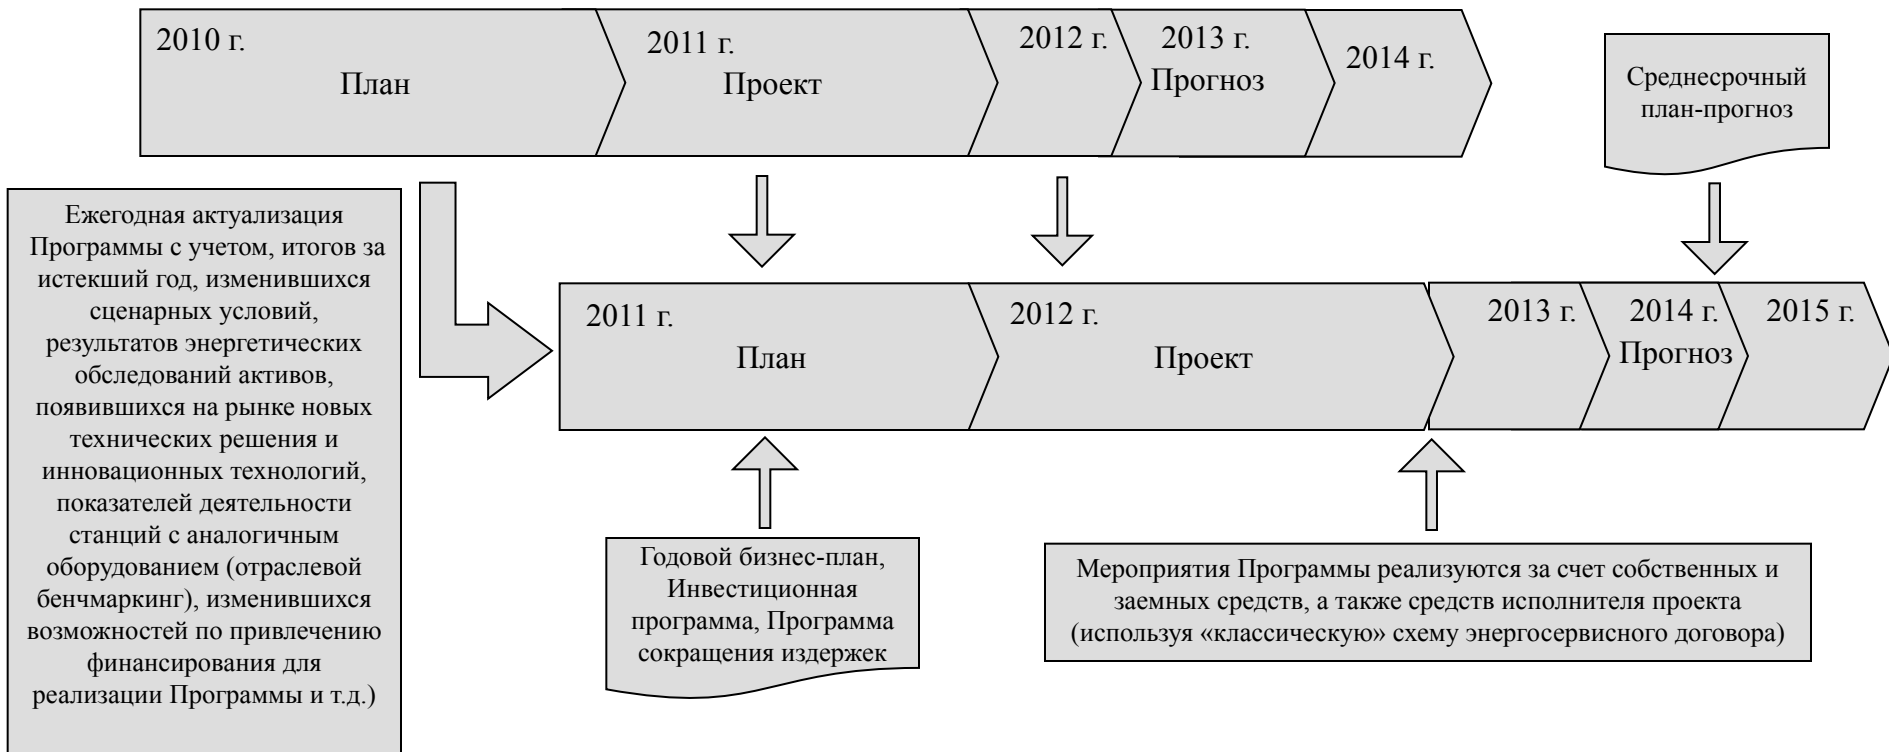 2010 г.
План
2011 г.
Проект
2012 г.
2013 г.
Прогноз
2014 г.
Среднесрочный
план-прогноз
Ежегодная актуализация
Программы с учетом, итогов за
истекший год, изменившихся
сценарных условий,
результатов энергетических
обследований активов,
появившихся на рынке новых
технических решения и
инновационных технологий,
показателей деятельности
станций с аналогичным
оборудованием (отраслевой
бенчмаркинг), изменившихся
возможностей по привлечению
финансирования для
реализации Программы и т.д.)
2011 г.
План
2012 г.
Проект
2013 г.
2014 г.
Прогноз
2015 г.
Годовой бизнес-план,
Инвестиционная
программа, Программа
сокращения издержек
Мероприятия Программы реализуются за счет собственных и
заемных средств, а также средств исполнителя проекта
(используя «классическую» схему энергосервисного договора)